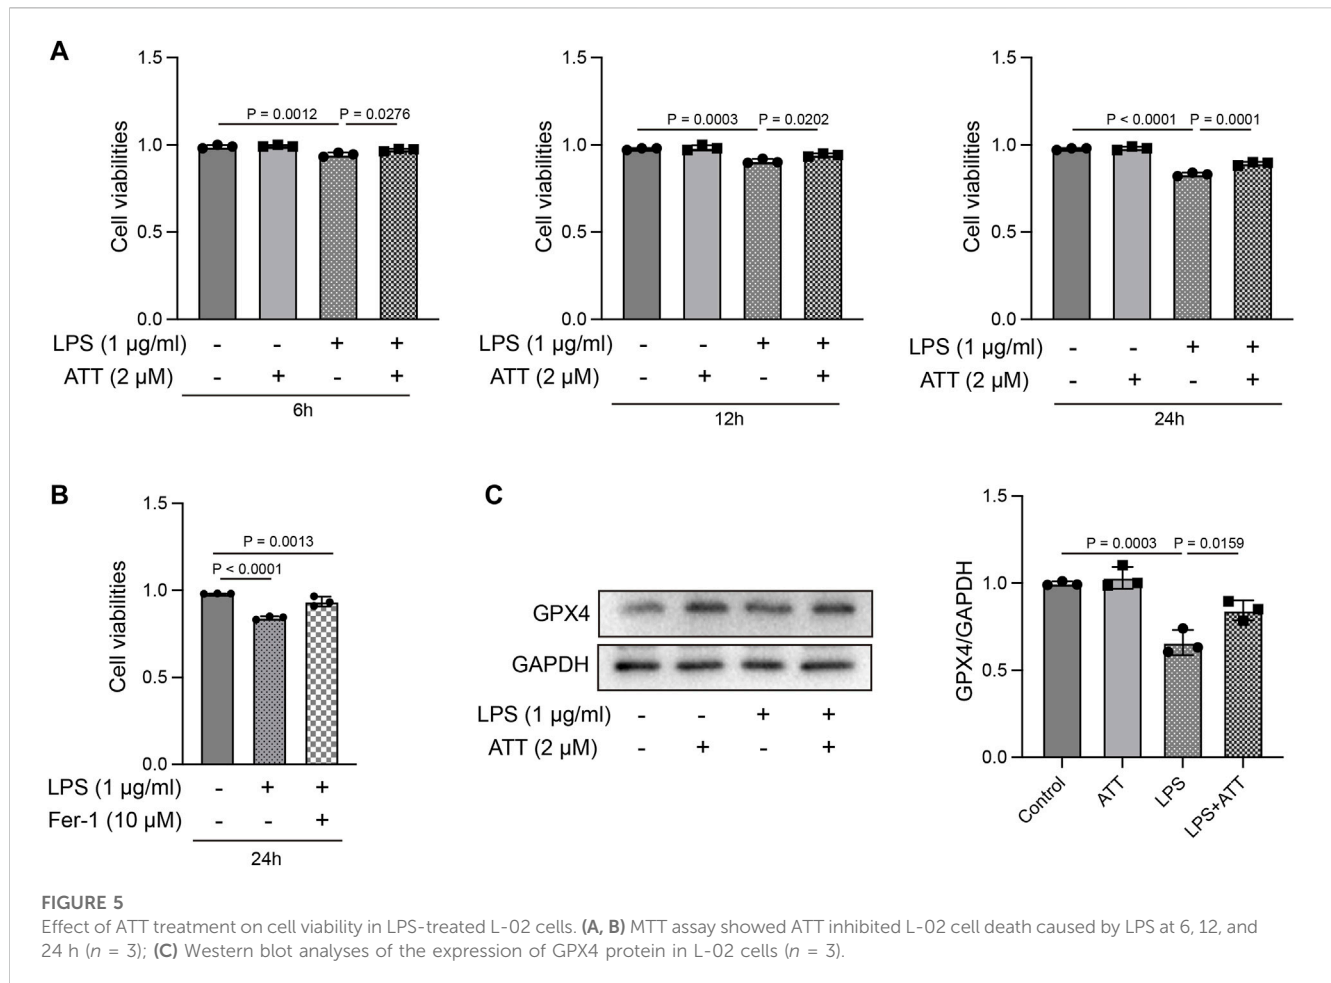 A
1.5
1.0
0.5
0.0
Cell viabilities
P = 0.0012
P = 0.0276
LPS (1 µg/ml) - - + +
ATT (2 µM) - + - +
6h
1.5
1.0
0.5
0.0
Cell viabilities
P = 0.0003
P = 0.0202
LPS (1 µg/ml) - - + +
ATT (2 µM) - + - +
12h
1.5
1.0
0.5
0.0
Cell viabilities
P < 0.0001
P = 0.0001
LPS (1 µg/ml) - - + +
ATT (2 µM) - + - +
24h
B
1.5
1.0
0.5
0.0
Cell viabilities
P = 0.0013
P < 0.0001
LPS (1 µg/ml) - + +
Fer-1 (10 µM) - - +
24h
C
GPX4
GAPDH
LPS (1 µg/ml) - - + +
ATT (2 µM) - + - +
1.5
1.0
0.5
0.0
GPX4/GAPDH
P = 0.0003
P = 0.0159
Control
ATT
LPS
LPS+ATT
FIGURE 5
Effect of ATT treatment on cell viability in LPS-treated L-02 cells. (A, B) MTT assay showed ATT inhibited L-02 cell death caused by LPS at 6, 12, and
24 h (n = 3); (C) Western blot analyses of the expression of GPX4 protein in L-02 cells (n = 3).